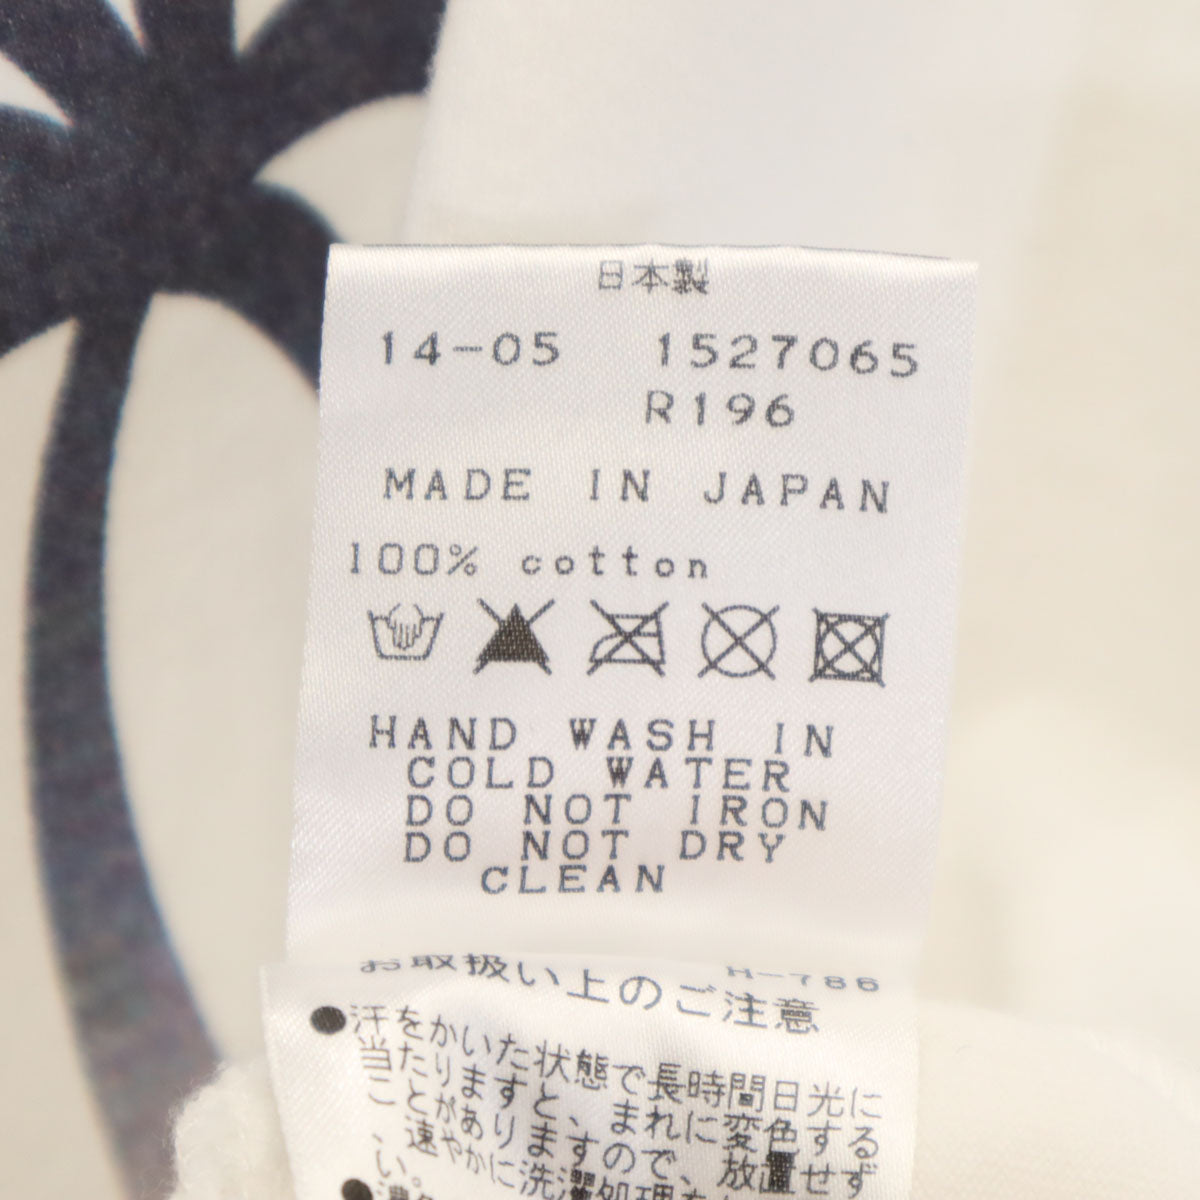 日本製
14-05 1527065
R196
MADE IN JAPAN
100% cotton
HAND WASH IN
COLD WATER
DO NOT IRON
DO NOT DRY
CLEAN
H-786
お取扱い上のご注意
●汗をかいた状態で長時間日光に
当たりますと、まれに変色する
ことがありますので、放置せず
、速やかに洗濯処理を
い。